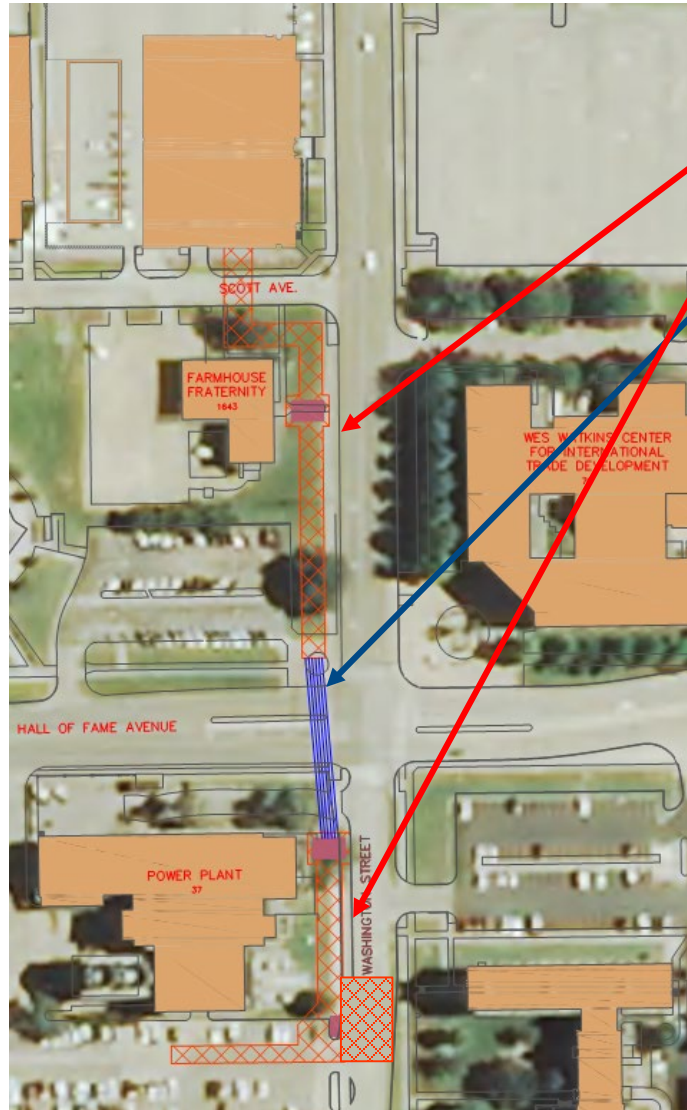 SCOTT AVE.
FARMHOUSE
FRATERNITY
1643
WES WATKINS CENTER
FOR INTERNATIONAL
TRADE DEVELOPMENT
HALL OF FAME AVENUE
POWER PLANT
37
WASHINGTON STREET